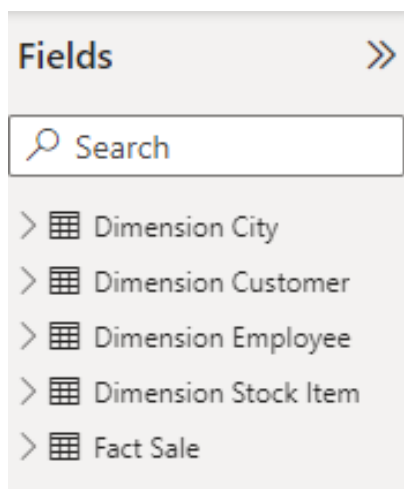 Fields
Search
Dimension City
Dimension Customer
Dimension Employee
Dimension Stock Item
Fact Sale